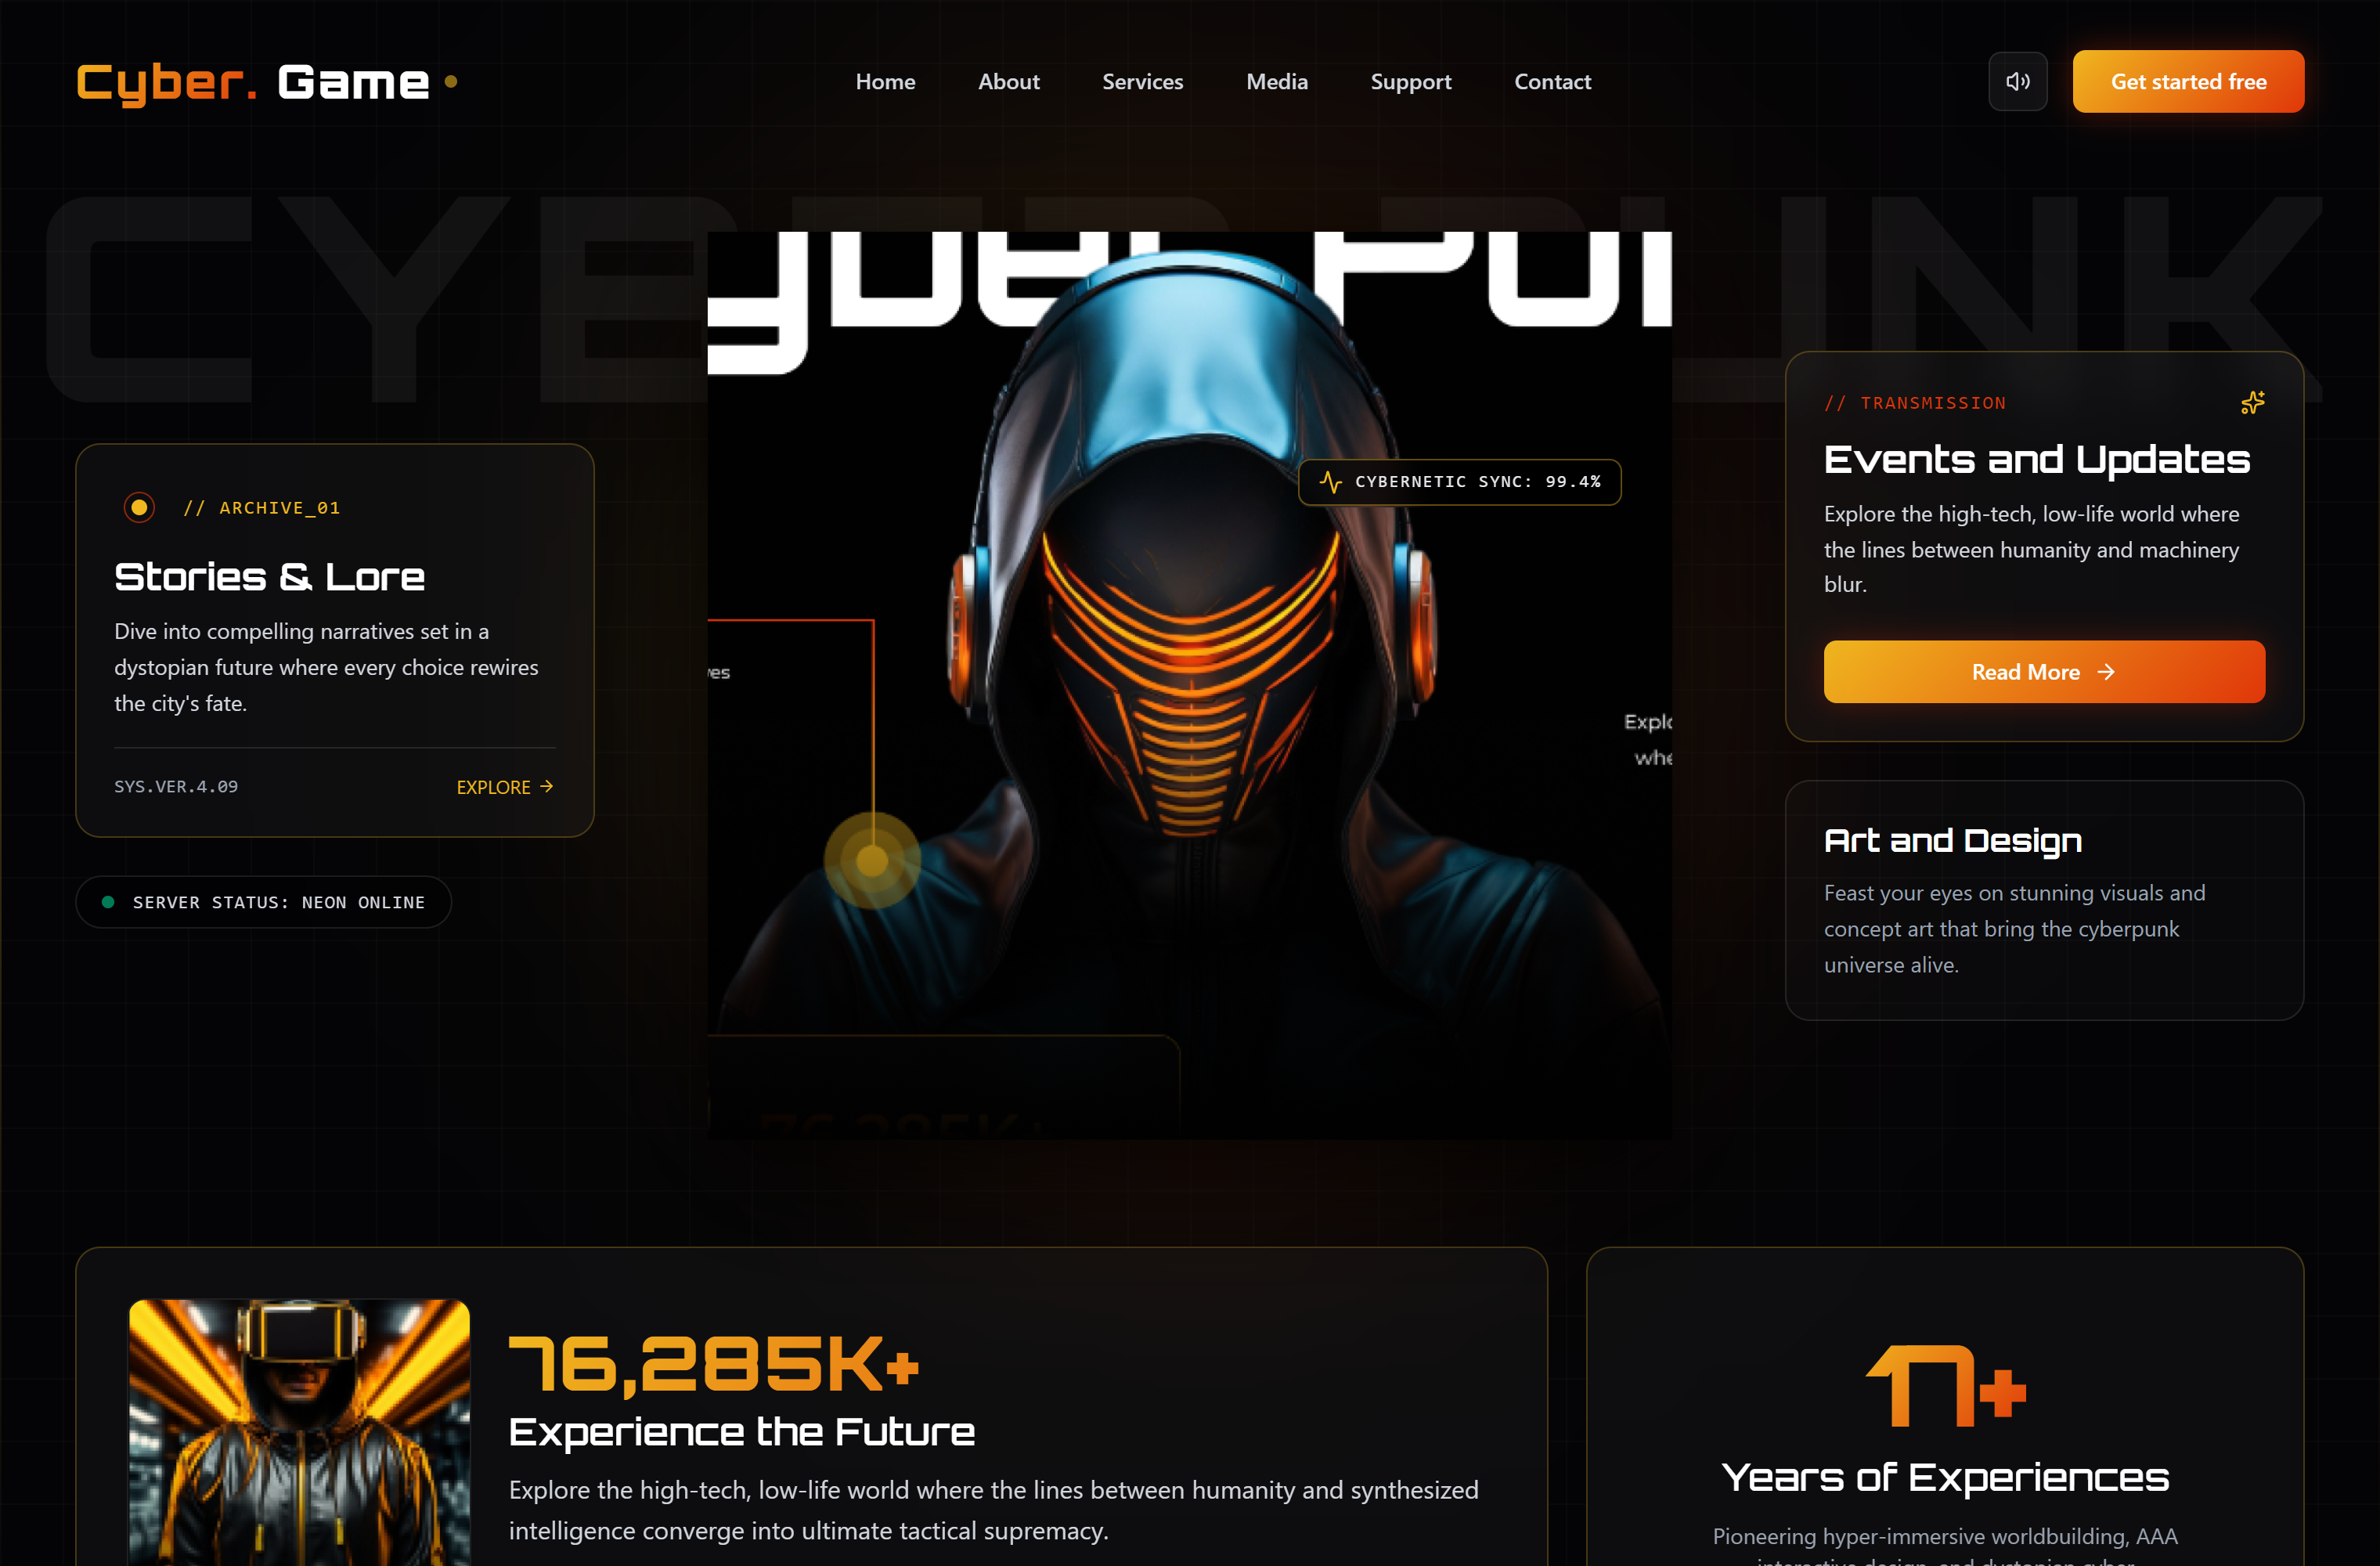 Cyber. Game
Home
About
Services
Media
Support
Contact
Get started free
// ARCHIVE_01
Stories & Lore
Dive into compelling narratives set in a
dystopian future where every choice rewires
the city's fate.
SYS.VER.4.09
EXPLORE
SERVER STATUS: NEON ONLINE
CYBERNETIC SYNC: 99.4%
// TRANSMISSION
Events and Updates
Explore the high-tech, low-life world where
the lines between humanity and machinery
blur.
Read More
Art and Design
Feast your eyes on stunning visuals and
concept art that bring the cyberpunk
universe alive.
76,285K+
Experience the Future
Explore the high-tech, low-life world where the lines between humanity and synthesized
intelligence converge into ultimate tactical supremacy.
17+
Years of Experiences
Pioneering hyper-immersive worldbuilding, AAA